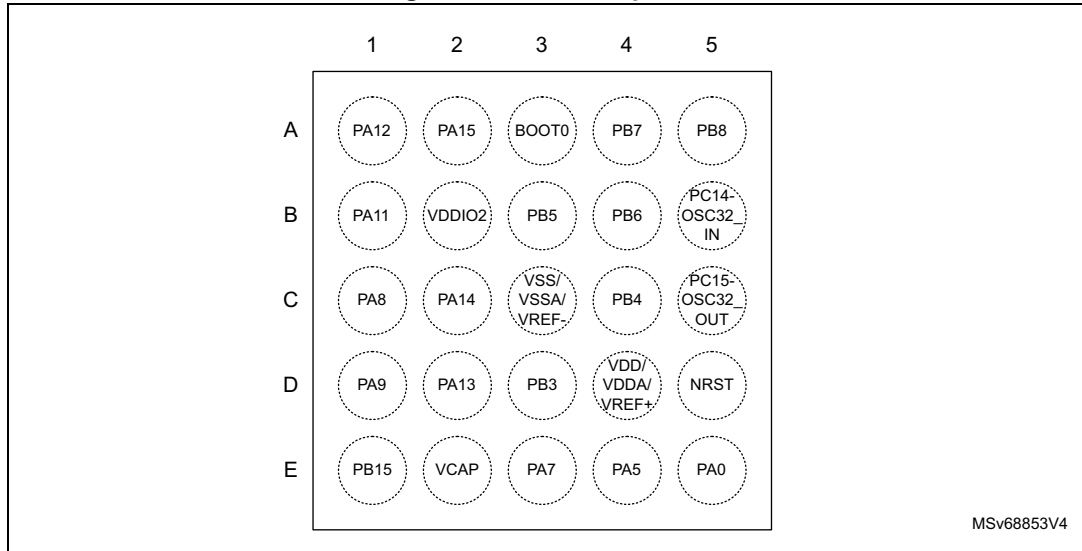 1 2 3 4 5
A PA12 PA15 BOOT0 PB7 PB8
B PA11 VDDIO2 PB5 PB6 PC14-
OSC32_
IN
C PA8 PA14 VSS/
VSSA/
VREF- PB4 PC15-
OSC32_
OUT
D PA9 PA13 PB3 VDD/
VDDA/
VREF+ NRST
E PB15 VCAP PA7 PA5 PA0
MSv68853V4